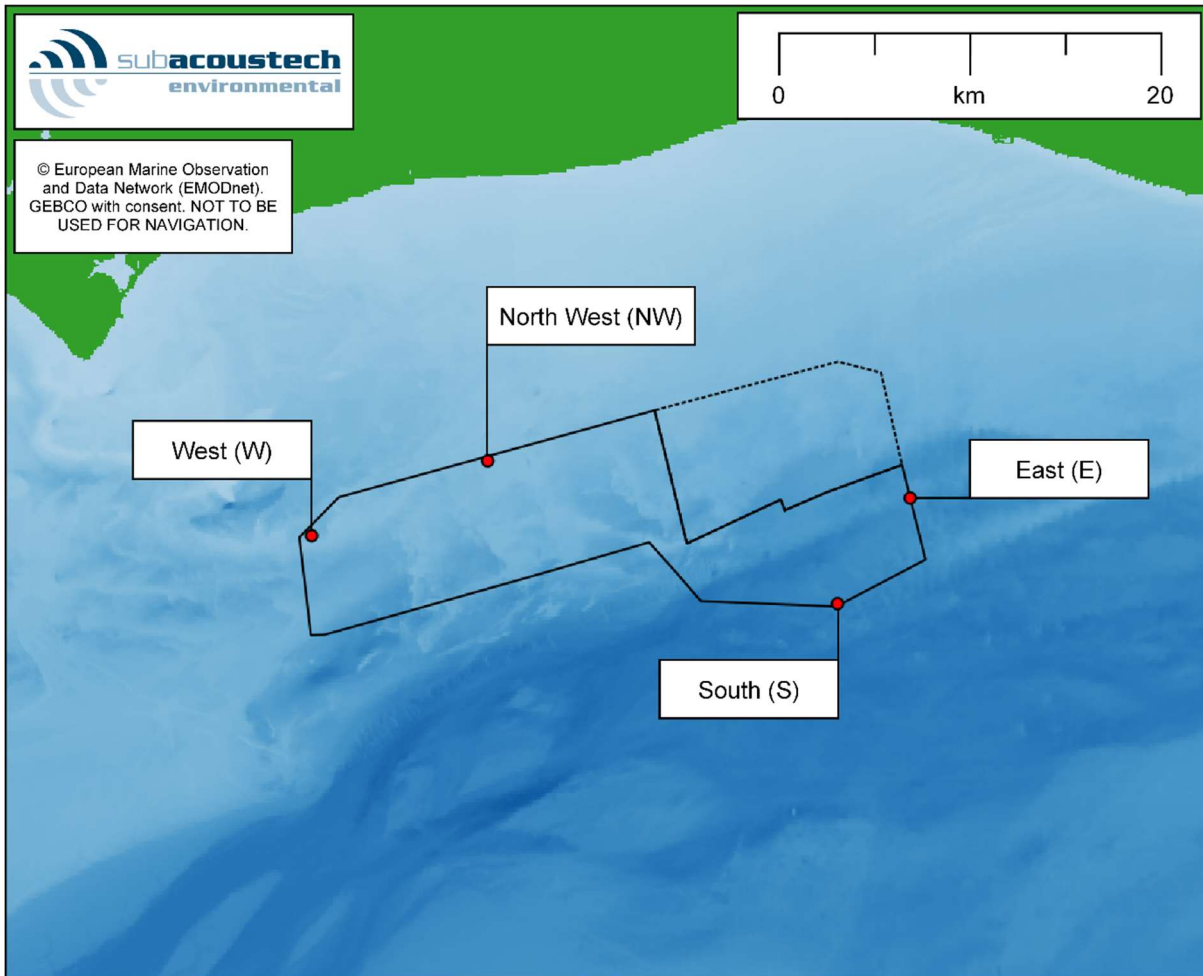 subacoustech
environmental
© European Marine Observation
and Data Network (EMODnet).
GEBCO with consent. NOT TO BE
USED FOR NAVIGATION.
0 km 20
North West (NW)
West (W)
East (E)
South (S)